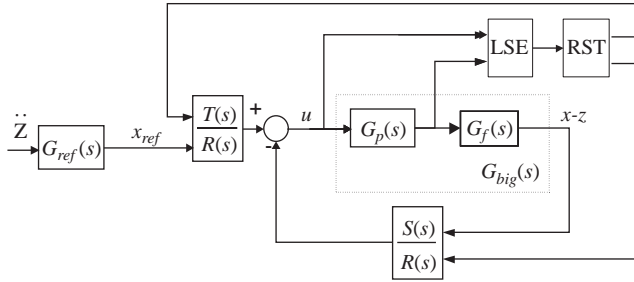 LSE
RST
+
u
x-z
Z̈
x_ref
T(s)
R(s)
G_p(s)
G_f(s)
G_ref(s)
-
G_big(s)
S(s)
R(s)